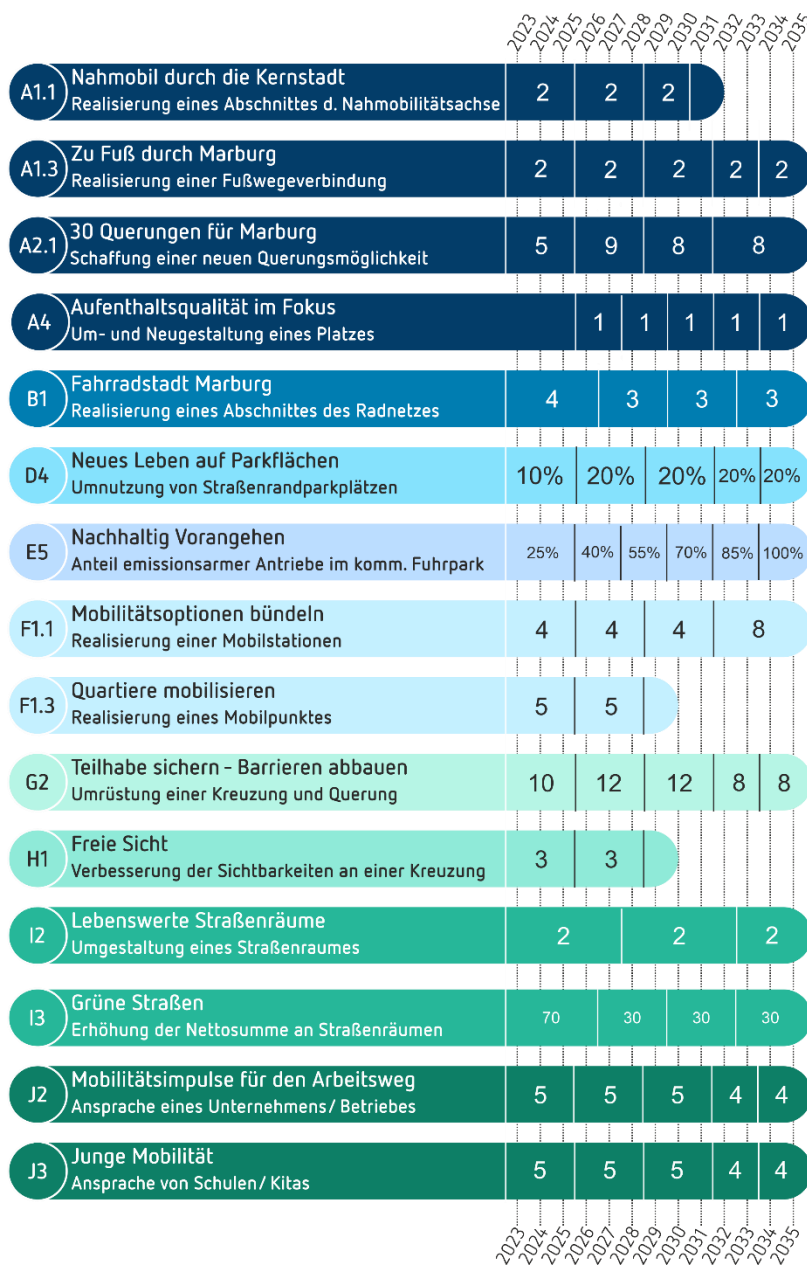 2023 2024 2025 2026 2027 2028 2029 2030 2031 2032 2033 2034 2035
A1.1 Nahmobil durch die Kernstadt
Realisierung eines Abschnittes d. Nahmobilitätsachse 2 2 2
A1.3 Zu Fuß durch Marburg
Realisierung einer Fußwegeverbindung 2 2 2 2 2
A2.1 30 Querungen für Marburg
Schaffung einer neuen Querungsmöglichkeit 5 9 8 8
A4 Aufenthaltsqualität im Fokus
Um- und Neugestaltung eines Platzes 1 1 1 1 1
B1 Fahrradstadt Marburg
Realisierung eines Abschnittes des Radnetzes 4 3 3 3
D4 Neues Leben auf Parkflächen
Umnutzung von Straßenrandparkplätzen 10% 20% 20% 20% 20%
E5 Nachhaltig Vorangehen
Anteil emissionsarmer Antriebe im komm. Fuhrpark 25% 40% 55% 70% 85% 100%
F1.1 Mobilitätsoptionen bündeln
Realisierung einer Mobilstationen 4 4 4 8
F1.3 Quartiere mobilisieren
Realisierung eines Mobilpunktes 5 5
G2 Teilhabe sichern – Barrieren abbauen
Umrüstung einer Kreuzung und Querung 10 12 12 8 8
H1 Freie Sicht
Verbesserung der Sichtbarkeiten an einer Kreuzung 3 3
I2 Lebenswerte Straßenräume
Umgestaltung eines Straßenraumes 2 2 2
I3 Grüne Straßen
Erhöhung der Nettosumme an Straßenräumen 70 30 30 30
J2 Mobilitätsimpulse für den Arbeitsweg
Ansprache eines Unternehmens/Betriebes 5 5 5 4 4
J3 Junge Mobilität
Ansprache von Schulen/Kitas 5 5 5 4 4
2023 2024 2025 2026 2027 2028 2029 2030 2031 2032 2033 2034 2035